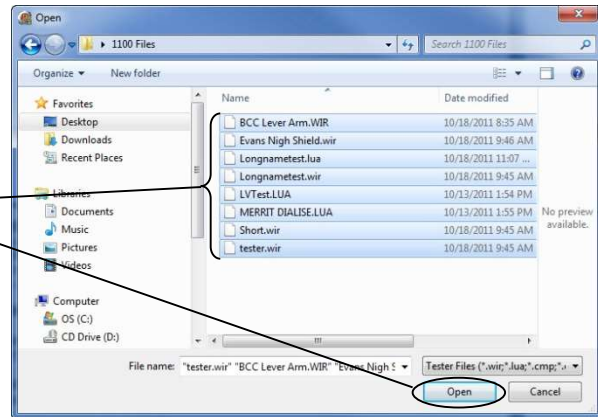 Open
1100 Files
Search 1100 Files
Organize New folder
Name Date modified
Favorites
Desktop
Downloads
Recent Places
Libraries
Documents
Music
Pictures
Videos
Computer
OS (C:)
CD Drive (D:)
BCC Lever Arm.WIR 10/18/2011 8:35 AM
Evans Nigh Shield.wir 10/18/2011 9:46 AM
Longnametest.lua 10/18/2011 11:07 ...
Longnametest.wir 10/18/2011 9:45 AM
LVTest.LUA 10/13/2011 1:54 PM
MERRIT DIALISE.LUA 10/13/2011 1:55 PM
Short.wir 10/18/2011 9:45 AM
tester.wir 10/18/2011 9:45 AM
No preview
available.
File name: "tester.wir" "BCC Lever Arm.WIR" "Evans Nigh S
Tester Files (*.wir;*.lua;*.cmp;*.
Open Cancel